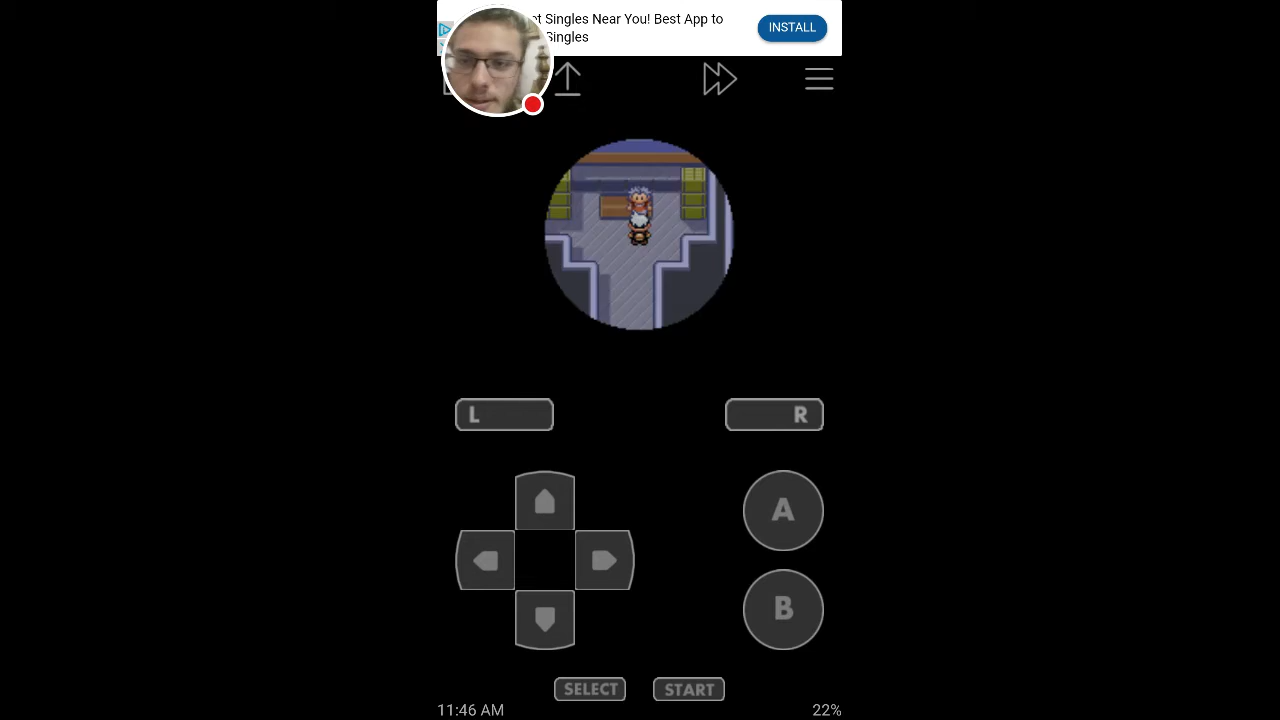 t Singles Near You! Best App to
Singles
INSTALL
L
R
A
B
SELECT
START
11:46 AM
22%